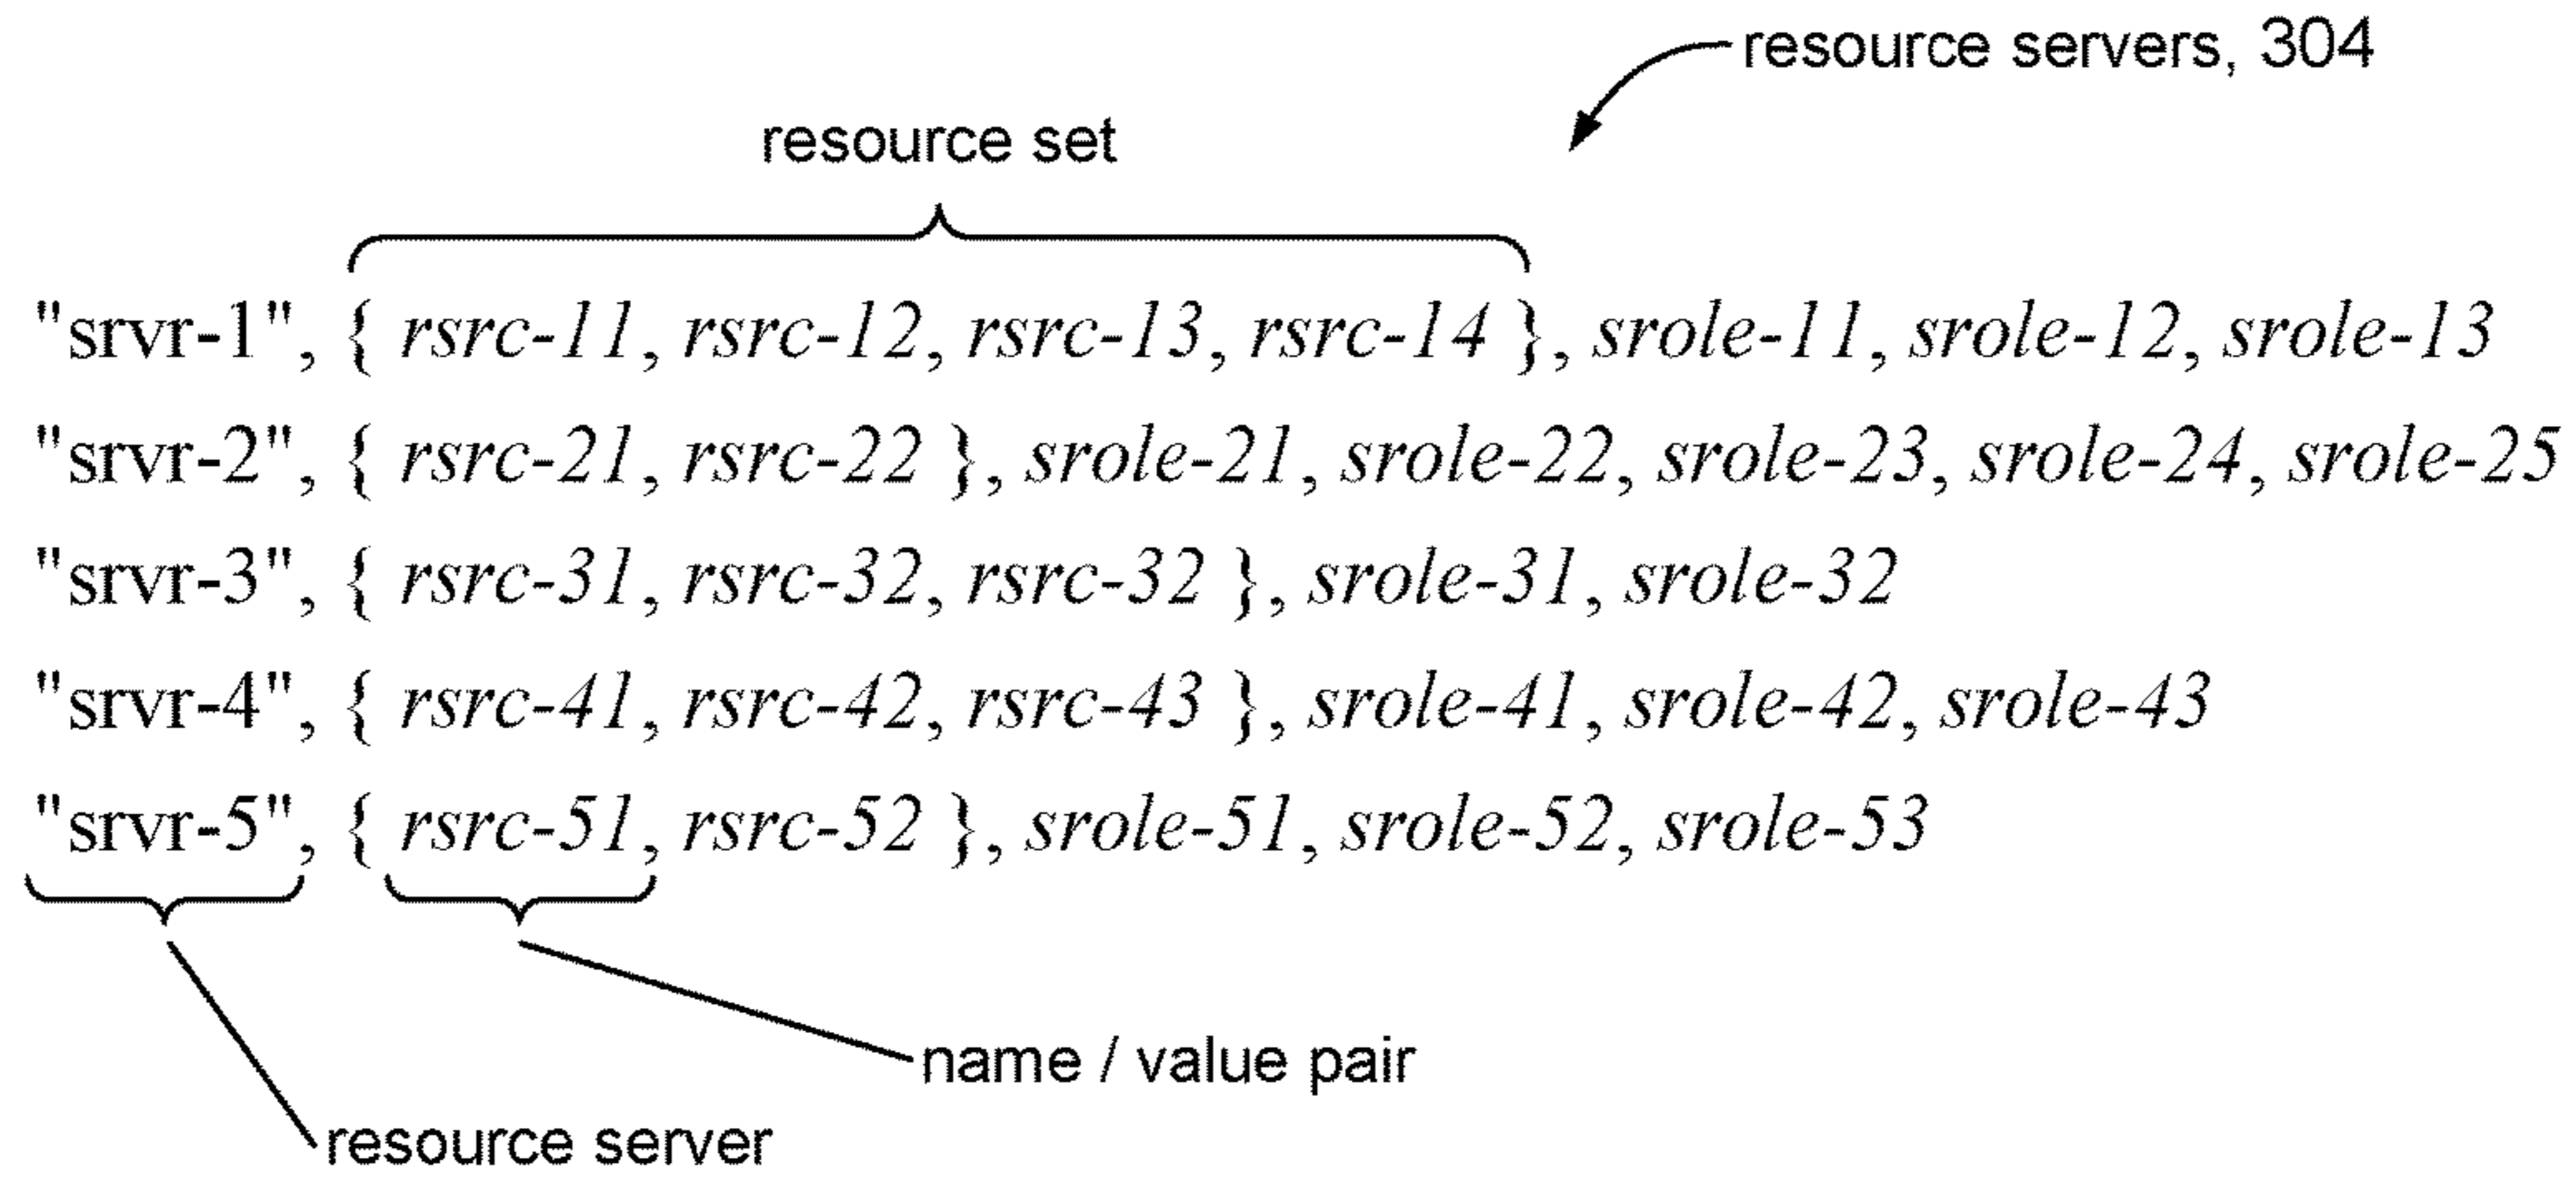 resource servers, 304
resource set
"srvr-1", { rsrc-11, rsrc-12, rsrc-13, rsrc-14 }, srole-11, srole-12, srole-13
"srvr-2", { rsrc-21, rsrc-22 }, srole-21, srole-22, srole-23, srole-24, srole-25
"srvr-3", { rsrc-31, rsrc-32, rsrc-32 }, srole-31, srole-32
"srvr-4", { rsrc-41, rsrc-42, rsrc-43 }, srole-41, srole-42, srole-43
"srvr-5", { rsrc-51, rsrc-52 }, srole-51, srole-52, srole-53
name / value pair
resource server